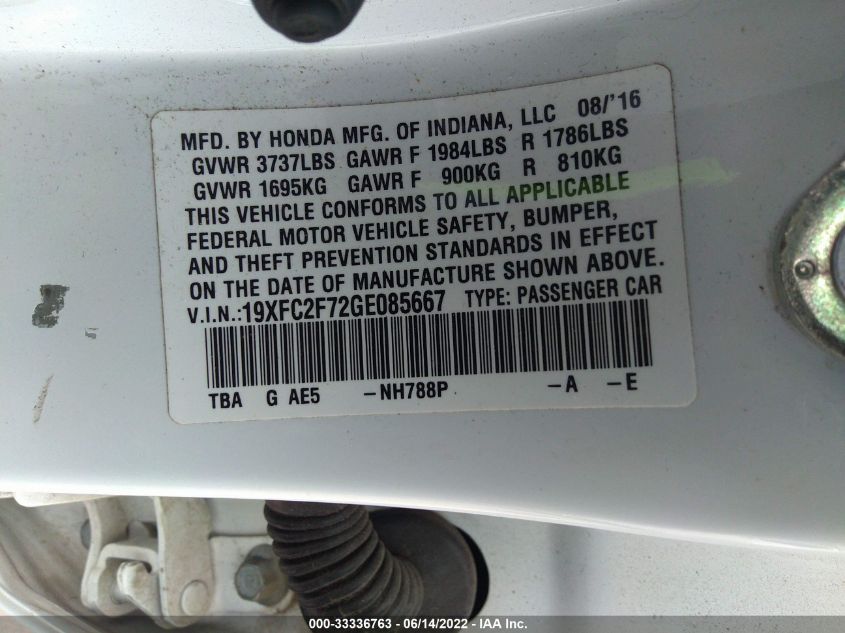 MFD. BY HONDA MFG. OF INDIANA, LLC 08/'16
GVWR 3737LBS GAWR F 1984LBS R 1786LBS
GVWR 1695KG GAWR F 900KG R 810KG
THIS VEHICLE CONFORMS TO ALL APPLICABLE
FEDERAL MOTOR VEHICLE SAFETY, BUMPER,
AND THEFT PREVENTION STANDARDS IN EFFECT
ON THE DATE OF MANUFACTURE SHOWN ABOVE.
V.I.N.:19XFC2F72GE085667 TYPE: PASSENGER CAR
TBA G AE5 -NH788P -A -E
000-33336763 - 06/14/2022 - IAA Inc.